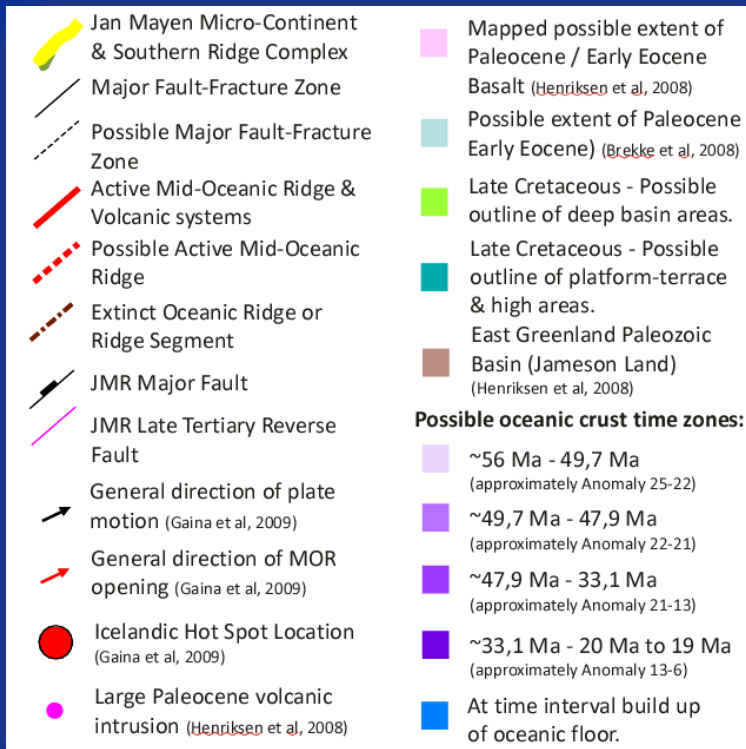 Jan Mayen Micro-Continent
& Southern Ridge Complex
Major Fault-Fracture Zone
Possible Major Fault-Fracture
Zone
Active Mid-Oceanic Ridge &
Volcanic systems
Possible Active Mid-Oceanic
Ridge
Extinct Oceanic Ridge or
Ridge Segment
JMR Major Fault
JMR Late Tertiary Reverse
Fault
General direction of plate
motion (Gaina et al, 2009)
General direction of MOR
opening (Gaina et al, 2009)
Icelandic Hot Spot Location
(Gaina et al, 2009)
Large Paleocene volcanic
intrusion (Henriksen et al, 2008)
Mapped possible extent of
Paleocene / Early Eocene
Basalt (Henriksen et al, 2008)
Possible extent of Paleocene
Early Eocene) (Brekke et al, 2008)
Late Cretaceous - Possible
outline of deep basin areas.
Late Cretaceous - Possible
outline of platform-terrace
& high areas.
East Greenland Paleozoic
Basin (Jameson Land)
(Henriksen et al, 2008)
Possible oceanic crust time zones:
~56 Ma - 49,7 Ma
(approximately Anomaly 25-22)
~49,7 Ma - 47,9 Ma
(approximately Anomaly 22-21)
~47,9 Ma - 33,1 Ma
(approximately Anomaly 21-13)
~33,1 Ma - 20 Ma to 19 Ma
(approximately Anomaly 13-6)
At time interval build up
of oceanic floor.